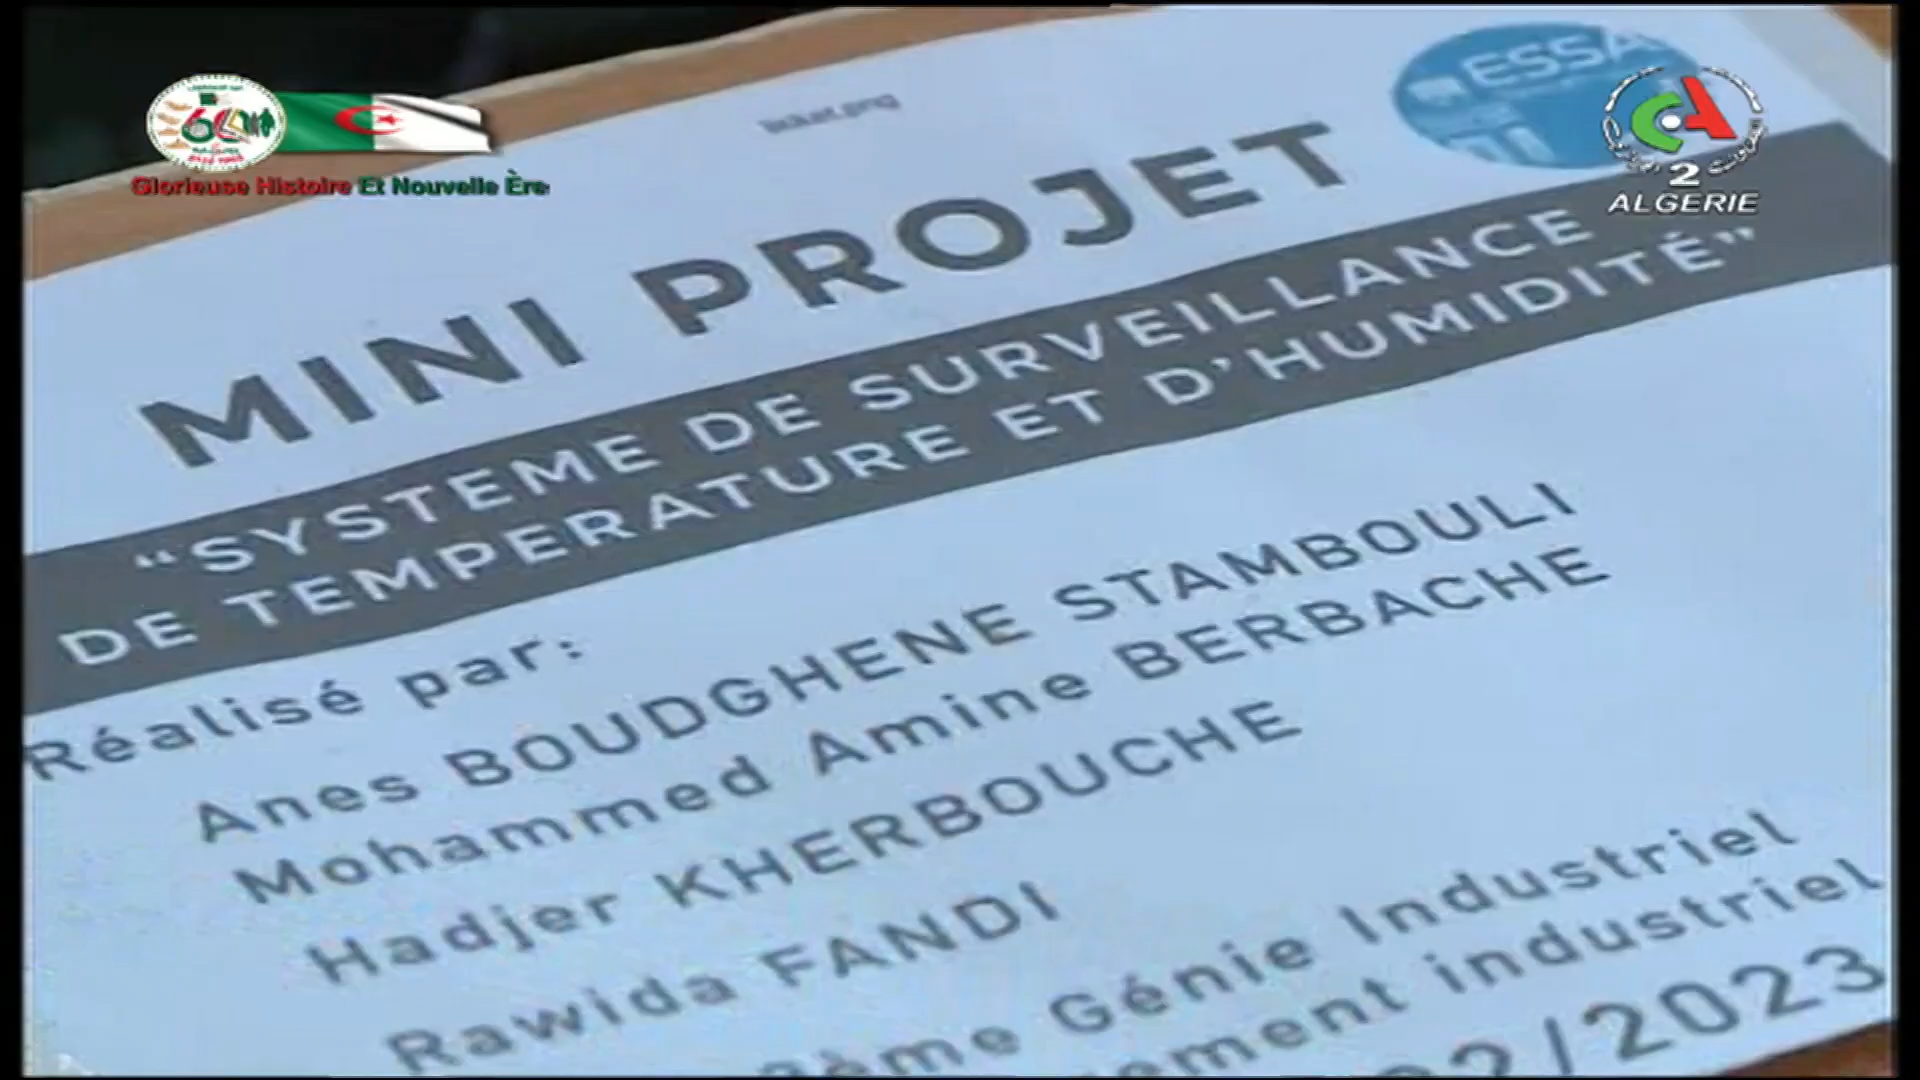 Glorieuse Histoire Et Nouvelle Ère
60
ESSA
2
ALGERIE
MINI PROJET
“SYSTEME DE SURVEILLANCE
DE TEMPERATURE ET D’HUMIDITÉ”
Réalisé par:
Anes BOUDGHENE STAMBOULI
Mohammed Amine BERBACHE
Hadjer KHERBOUCHE
Rawida FANDI
Génie Industriel
industriel
/2023